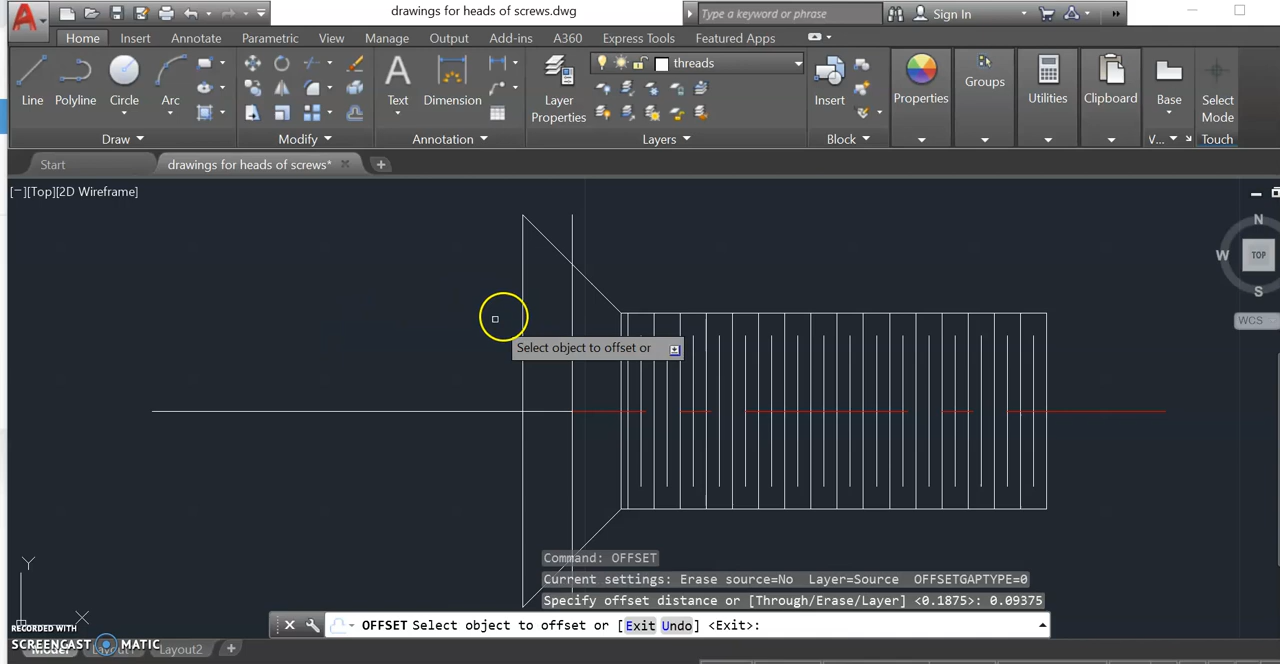 drawings for heads of screws.dwg
Type a keyword or phrase
Sign In
Home Insert Annotate Parametric View Manage Output Add-ins A360 Express Tools Featured Apps
threads
Line Polyline Circle Arc
Text Dimension
Layer
Properties
Insert
Properties Groups Utilities Clipboard Base
Select
Mode
Draw Modify Annotation Layers Block V... Touch
Start drawings for heads of screws*
[−][Top][2D Wireframe]
N
W TOP
S
WCS
Select object to offset or
Command: OFFSET
Current settings: Erase source=No Layer=Source OFFSETGAPTYPE=0
Specify offset distance or [Through/Erase/Layer] <0.1875>: 0.09375
Y
X
OFFSET Select object to offset or [Exit Undo] <Exit>:
RECORDED WITH
SCREENCAST MATIC
Model Layout1 Layout2